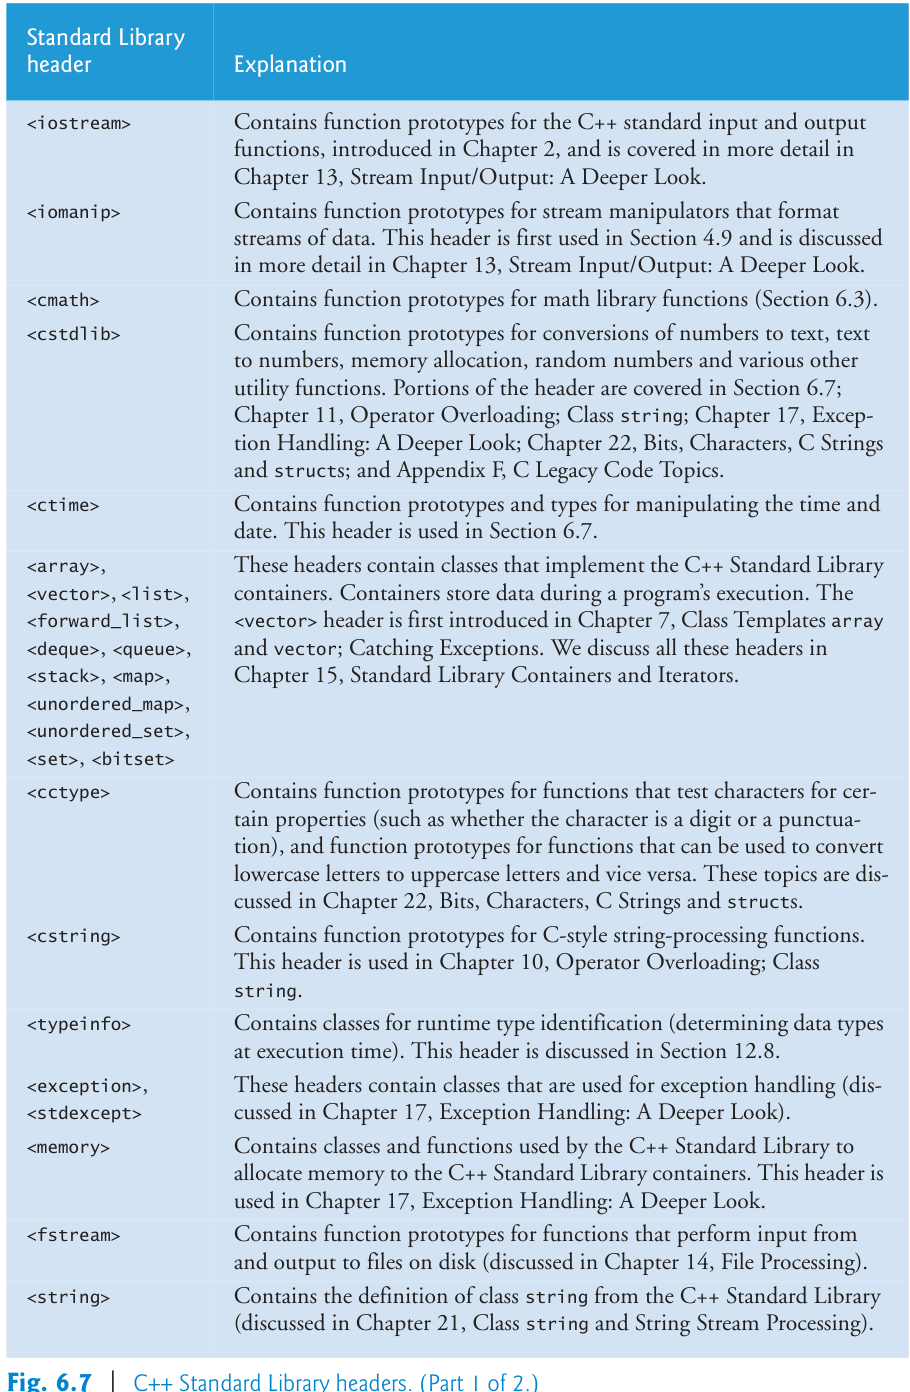 Standard Library
header
Explanation
<iostream>
Contains function prototypes for the C++ standard input and output
functions, introduced in Chapter 2, and is covered in more detail in
Chapter 13, Stream Input/Output: A Deeper Look.
<iomanip>
Contains function prototypes for stream manipulators that format
streams of data. This header is first used in Section 4.9 and is discussed
in more detail in Chapter 13, Stream Input/Output: A Deeper Look.
<cmath>
Contains function prototypes for math library functions (Section 6.3).
<cstdlib>
Contains function prototypes for conversions of numbers to text, text
to numbers, memory allocation, random numbers and various other
utility functions. Portions of the header are covered in Section 6.7;
Chapter 11, Operator Overloading; Class string; Chapter 17, Excep-
tion Handling: A Deeper Look; Chapter 22, Bits, Characters, C Strings
and structs; and Appendix F, C Legacy Code Topics.
<ctime>
Contains function prototypes and types for manipulating the time and
date. This header is used in Section 6.7.
<array>,
<vector>, <list>,
<forward_list>,
<deque>, <queue>,
<stack>, <map>,
<unordered_map>,
<unordered_set>,
<set>, <bitset>
These headers contain classes that implement the C++ Standard Library
containers. Containers store data during a program’s execution. The
<vector> header is first introduced in Chapter 7, Class Templates array
and vector; Catching Exceptions. We discuss all these headers in
Chapter 15, Standard Library Containers and Iterators.
<cctype>
Contains function prototypes for functions that test characters for cer-
tain properties (such as whether the character is a digit or a punctua-
tion), and function prototypes for functions that can be used to convert
lowercase letters to uppercase letters and vice versa. These topics are dis-
cussed in Chapter 22, Bits, Characters, C Strings and structs.
<cstring>
Contains function prototypes for C-style string-processing functions.
This header is used in Chapter 10, Operator Overloading; Class
string.
<typeinfo>
Contains classes for runtime type identification (determining data types
at execution time). This header is discussed in Section 12.8.
<exception>,
<stdexcept>
These headers contain classes that are used for exception handling (dis-
cussed in Chapter 17, Exception Handling: A Deeper Look).
<memory>
Contains classes and functions used by the C++ Standard Library to
allocate memory to the C++ Standard Library containers. This header is
used in Chapter 17, Exception Handling: A Deeper Look.
<fstream>
Contains function prototypes for functions that perform input from
and output to files on disk (discussed in Chapter 14, File Processing).
<string>
Contains the definition of class string from the C++ Standard Library
(discussed in Chapter 21, Class string and String Stream Processing).
Fig. 6.7 | C++ Standard Library headers. (Part 1 of 2.)